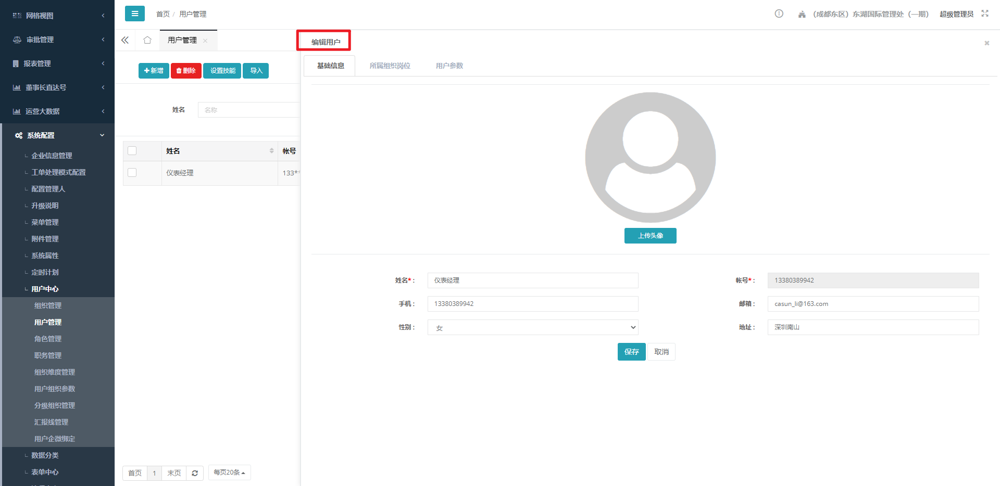 网格视图
审批管理
报表管理
董事长直达号
运营大数据
系统配置
企业信息管理
工单处理模式配置
配置管理人
升级说明
菜单管理
附件管理
系统属性
定时计划
用户中心
组织管理
用户管理
角色管理
职务管理
组织维度管理
用户组织参数
分级组织管理
汇报线管理
用户企微绑定
数据分类
表单中心
首页 / 用户管理
(成都东区) 东湖国际管理处 (一期) 超级管理员
用户管理
新增 删除 设置技能 导入
姓名 名称
姓名 帐号
仪表经理 133**
首页 1 末页 每页20条
编辑用户
基础信息 所属组织岗位 用户参数
上传头像
姓名*: 仪表经理 帐号*: 13380389942
手机: 13380389942 邮箱: casun_li@163.com
性别: 女 地址: 深圳南山
保存 取消